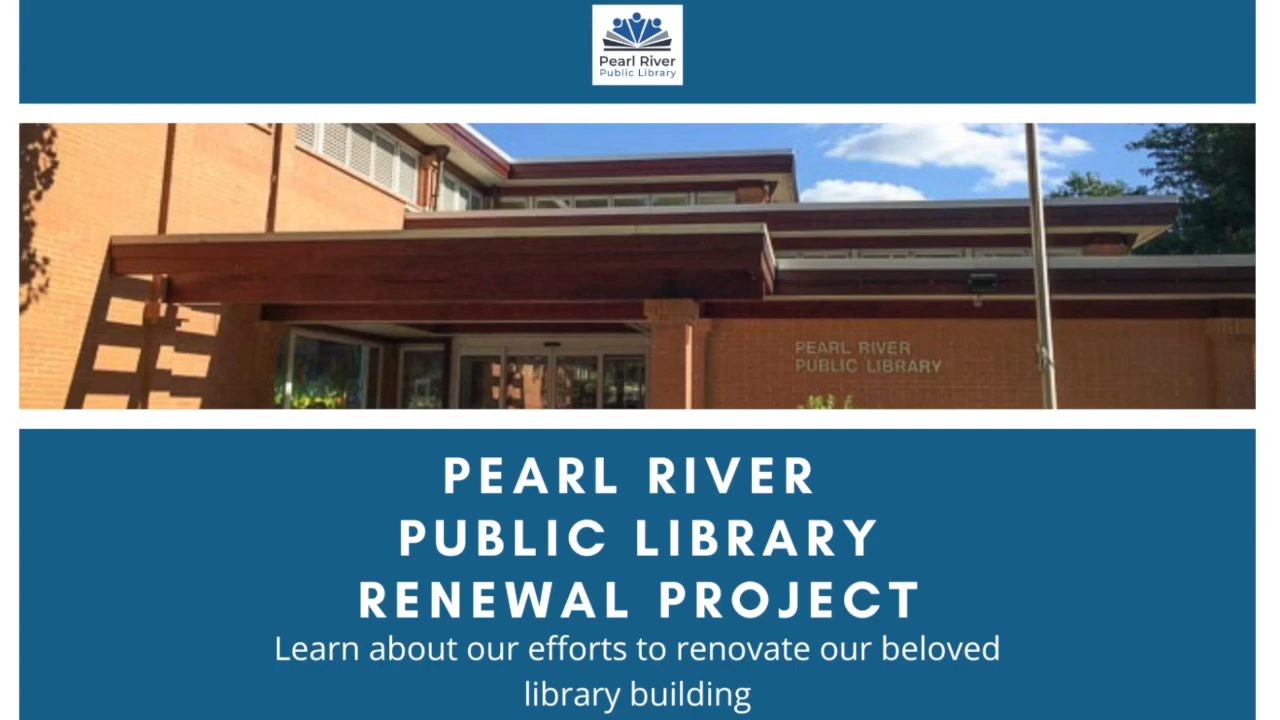 Pearl River
Public Library
PEARL RIVER
PUBLIC LIBRARY
PEARL RIVER
PUBLIC LIBRARY
RENEWAL PROJECT
Learn about our efforts to renovate our beloved
library building